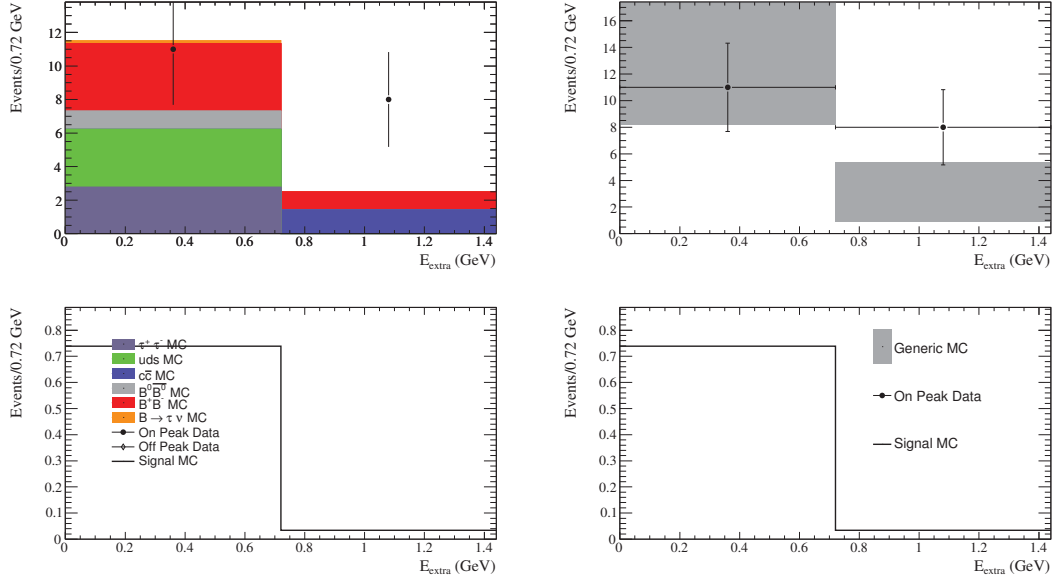 Events/0.72 GeV
12
10
8
6
4
2
0
0 0.2 0.4 0.6 0.8 1 1.2 1.4
E_extra (GeV)
Events/0.72 GeV
16
14
12
10
8
6
4
2
0
0 0.2 0.4 0.6 0.8 1 1.2 1.4
E_extra (GeV)
Events/0.72 GeV
0.8
0.7
0.6
0.5
0.4
0.3
0.2
0.1
0
τ⁺ τ⁻ MC
uds MC
cc̅ MC
B⁰B̅⁰ MC
B⁺B⁻ MC
B → τ ν MC
On Peak Data
Off Peak Data
Signal MC
0 0.2 0.4 0.6 0.8 1 1.2 1.4
E_extra (GeV)
Events/0.72 GeV
0.8
0.7
0.6
0.5
0.4
0.3
0.2
0.1
0
Generic MC
On Peak Data
Signal MC
0 0.2 0.4 0.6 0.8 1 1.2 1.4
E_extra (GeV)